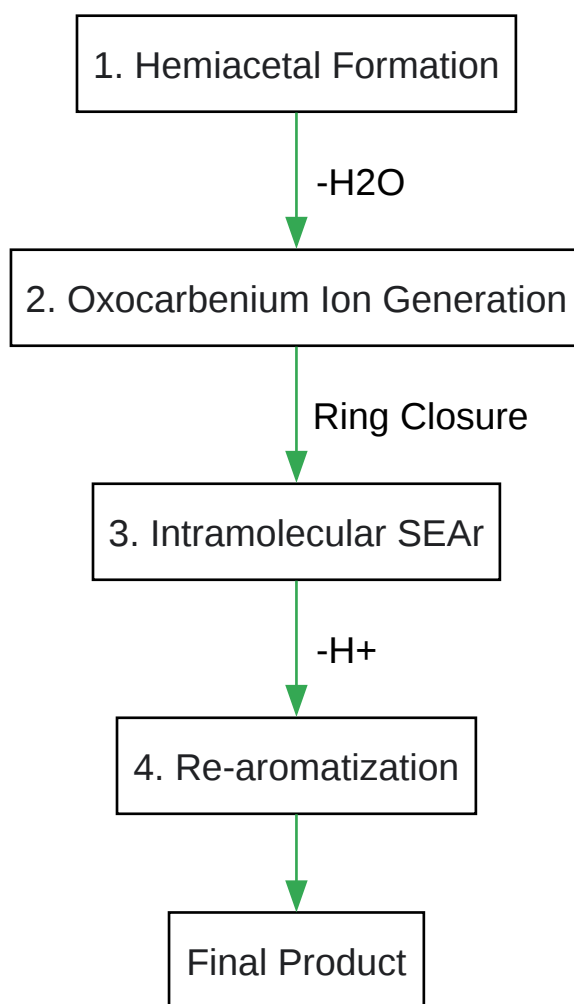 1. Hemiacetal Formation
-H2O
2. Oxocarbenium Ion Generation
Ring Closure
3. Intramolecular SEAr
-H+
4. Re-aromatization
Final Product